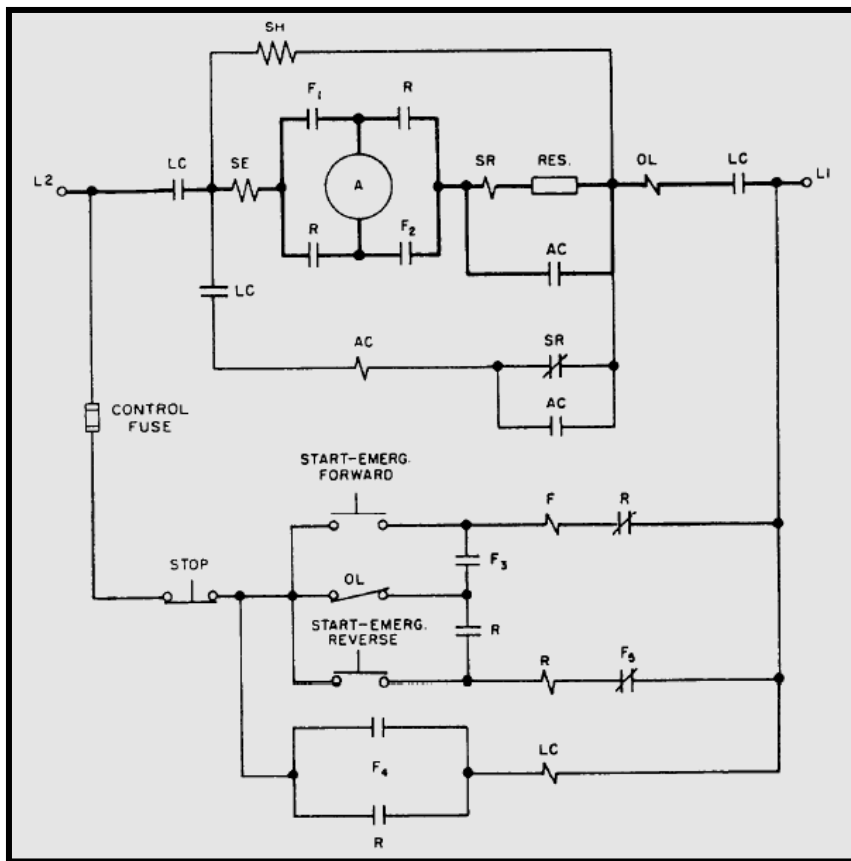 SH
F₁ R
LC SE A SR RES. OL LC
L2 L1
R F₂
AC
LC
AC SR
AC
CONTROL
FUSE
START-EMERG.
FORWARD
F R
STOP F₃
OL
START-EMERG.
REVERSE R
R F₅
F₄ LC
R